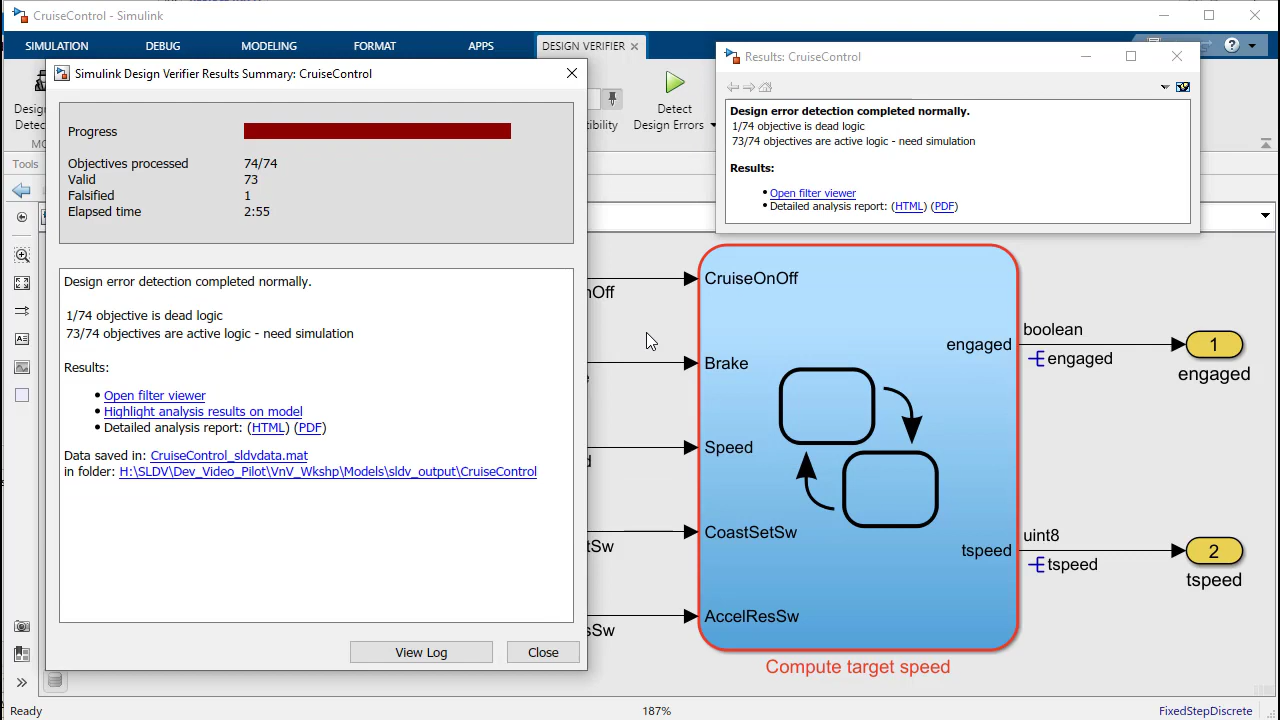 CruiseControl - Simulink
SIMULATION DEBUG MODELING FORMAT APPS DESIGN VERIFIER
Simulink Design Verifier Results Summary: CruiseControl
Progress
Objectives processed 74/74
Valid 73
Falsified 1
Elapsed time 2:55
Design error detection completed normally.
1/74 objective is dead logic
73/74 objectives are active logic - need simulation
Results:
Open filter viewer
Highlight analysis results on model
Detailed analysis report: (HTML) (PDF)
Data saved in: CruiseControl_sldvdata.mat
in folder: H:\SLDV\Dev_Video_Pilot\VnV_Wkshp\Models\sldv_output\CruiseControl
View Log Close
Design
Detec
Tools
Detect
Design Errors
Results: CruiseControl
Design error detection completed normally.
1/74 objective is dead logic
73/74 objectives are active logic - need simulation
Results:
Open filter viewer
Detailed analysis report: (HTML) (PDF)
nOff
tSw
sSw
CruiseOnOff
Brake
Speed
CoastSetSw
AccelResSw
engaged
tspeed
Compute target speed
boolean
engaged
1
engaged
uint8
tspeed
2
tspeed
Ready 187% FixedStepDiscrete